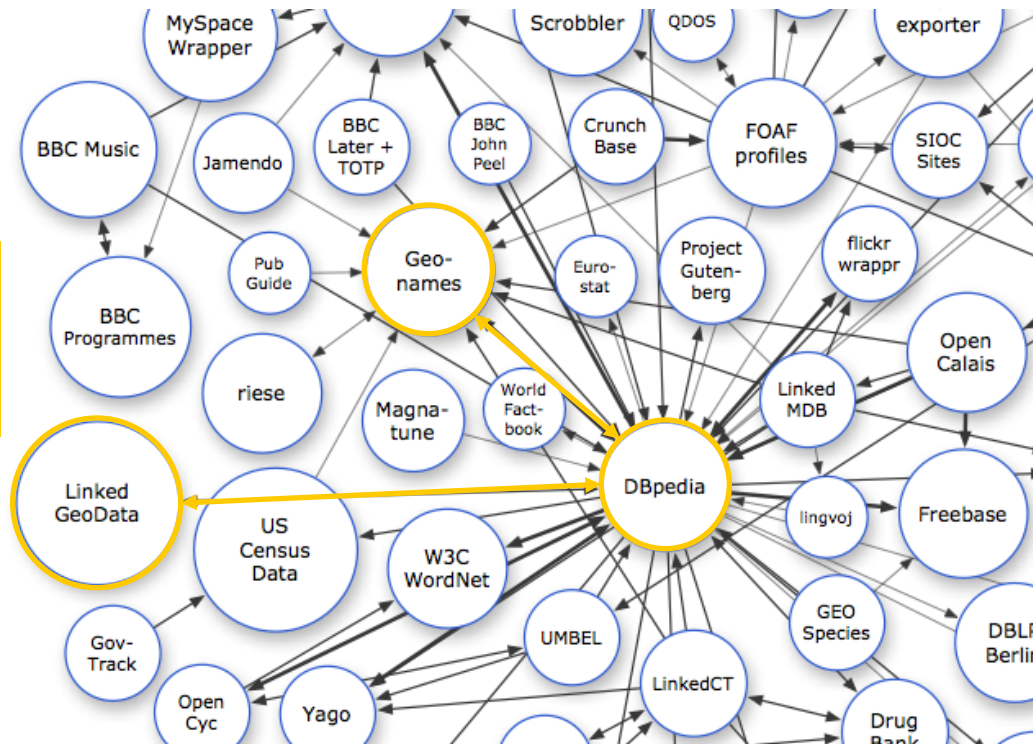 MySpace
Wrapper
Scrobbler
QDOS
exporter
BBC Music
Jamendo
BBC
Later +
TOTP
BBC
John
Peel
Crunch
Base
FOAF
profiles
SIOC
Sites
Pub
Guide
Geo-
names
Euro-
stat
Project
Guten-
berg
flickr
wrappr
BBC
Programmes
riese
Magna-
tune
World
Fact-
book
Linked
MDB
Open
Calais
Linked
GeoData
US
Census
Data
W3C
WordNet
DBpedia
lingvoj
Freebase
Gov-
Track
Open
Cyc
Yago
UMBEL
LinkedCT
GEO
Species
DBLP
Berlin
Drug
Bank